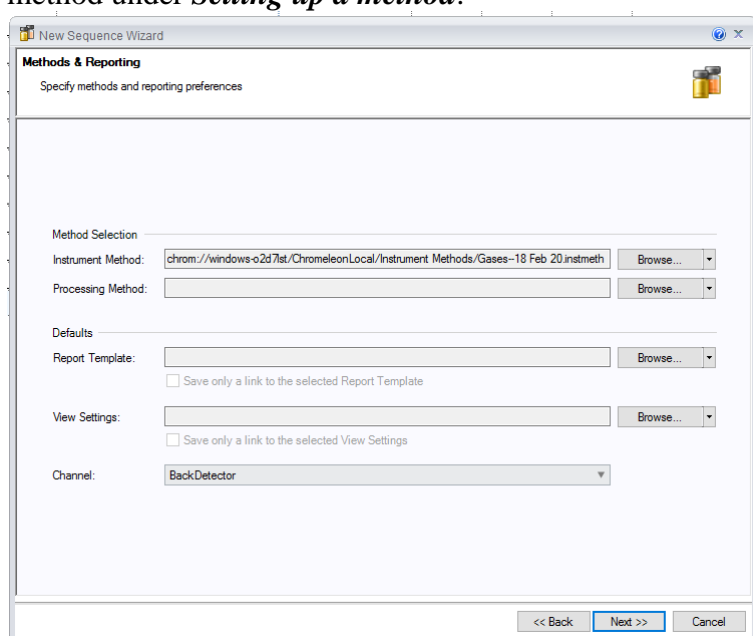 method under Setting up a method.
New Sequence Wizard
Methods & Reporting
Specify methods and reporting preferences
Method Selection
Instrument Method: chrom://windows-o2d7lst/ChromeleonLocal/Instrument Methods/Gases--18 Feb 20.instmeth Browse...
Processing Method: Browse...
Defaults
Report Template: Browse...
Save only a link to the selected Report Template
View Settings: Browse...
Save only a link to the selected View Settings
Channel: BackDetector
<< Back Next >> Cancel